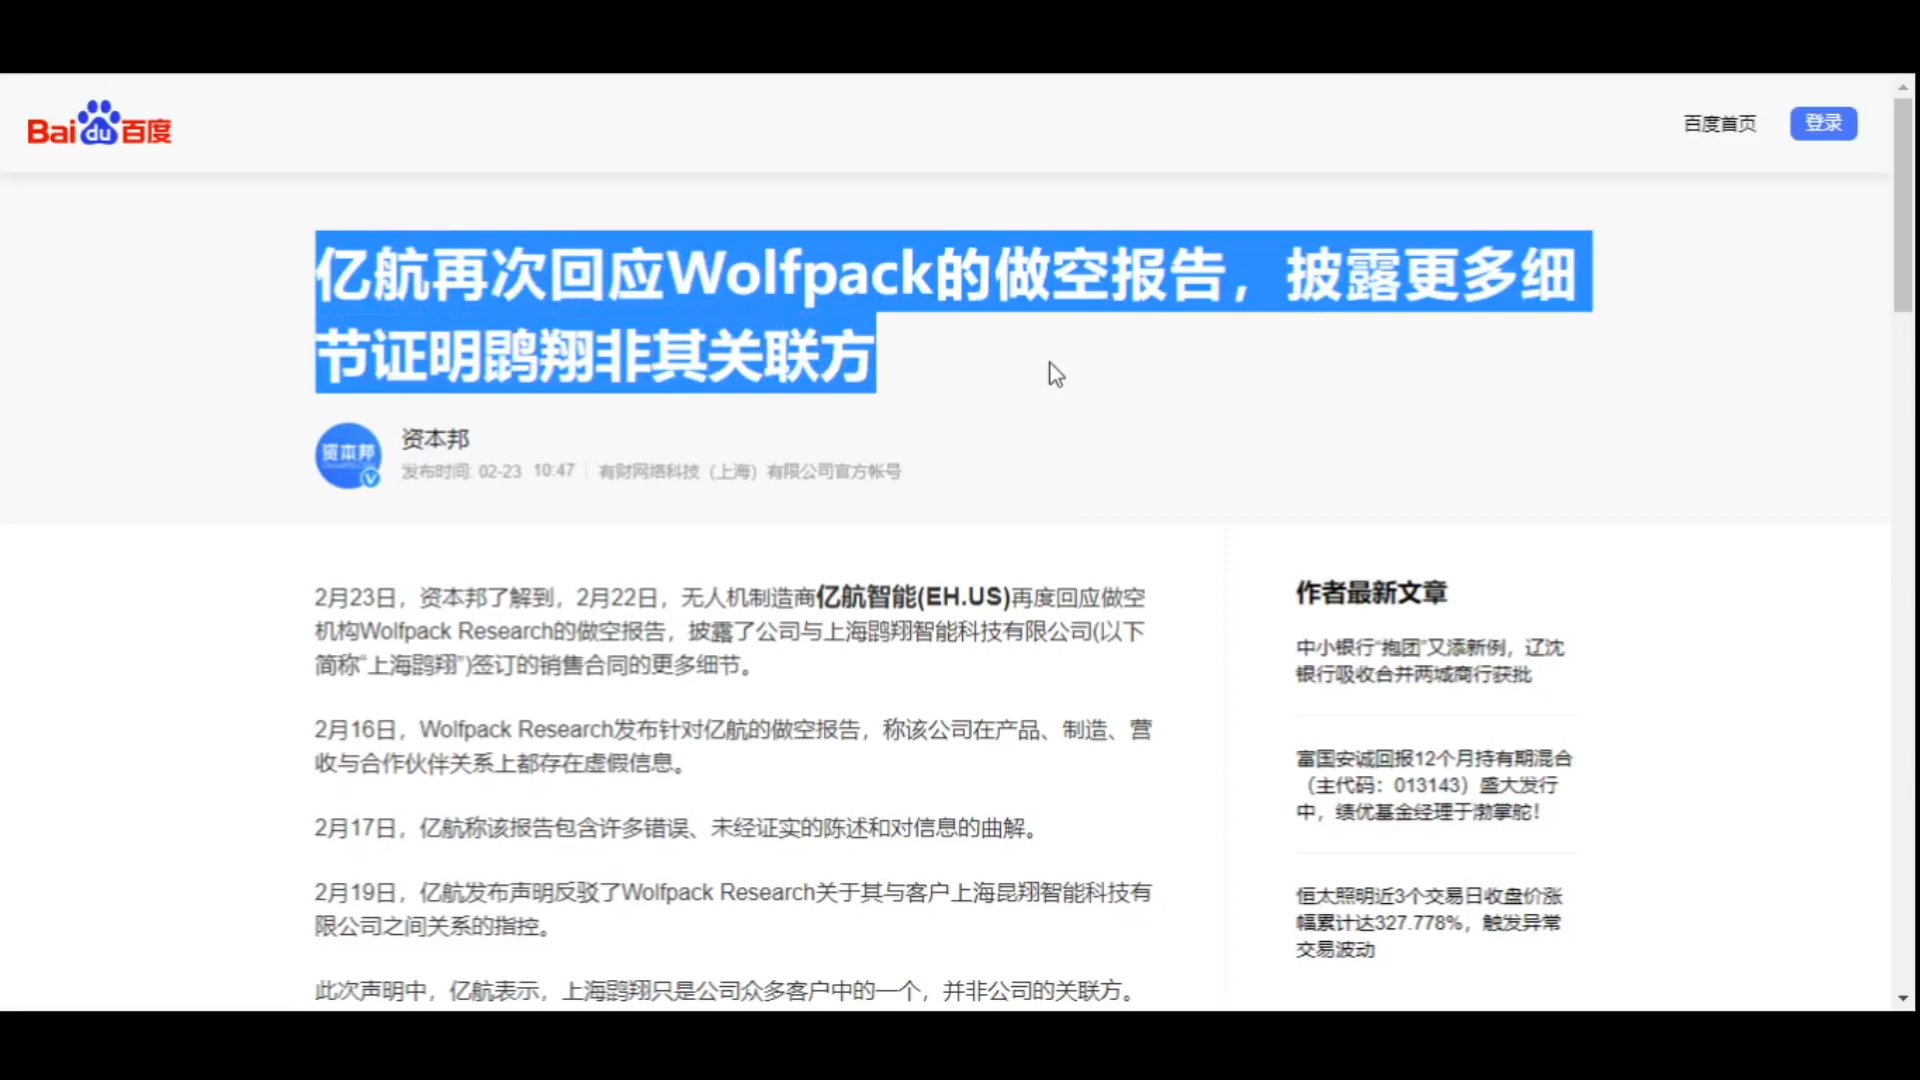 Baidu百度
百度首页
登录
亿航再次回应Wolfpack的做空报告，披露更多细
节证明鹍翔非其关联方
资本邦
资本邦
发布时间: 02-23 10:47 有财网络科技（上海）有限公司官方帐号
2月23日，资本邦了解到，2月22日，无人机制造商亿航智能(EH.US)再度回应做空
机构Wolfpack Research的做空报告，披露了公司与上海鹍翔智能科技有限公司(以下
简称“上海鹍翔”)签订的销售合同的更多细节。
2月16日，Wolfpack Research发布针对亿航的做空报告，称该公司在产品、制造、营
收与合作伙伴关系上都存在虚假信息。
2月17日，亿航称该报告包含许多错误、未经证实的陈述和对信息的曲解。
2月19日，亿航发布声明反驳了Wolfpack Research关于其与客户上海昆翔智能科技有
限公司之间关系的指控。
此次声明中，亿航表示，上海鹍翔只是公司众多客户中的一个，并非公司的关联方。
作者最新文章
中小银行“抱团”又添新例，辽沈
银行吸收合并两城商行获批
富国安诚回报12个月持有期混合
（主代码：013143）盛大发行
中，绩优基金经理于渤掌舵！
恒太照明近3个交易日收盘价涨
幅累计达327.778%，触发异常
交易波动